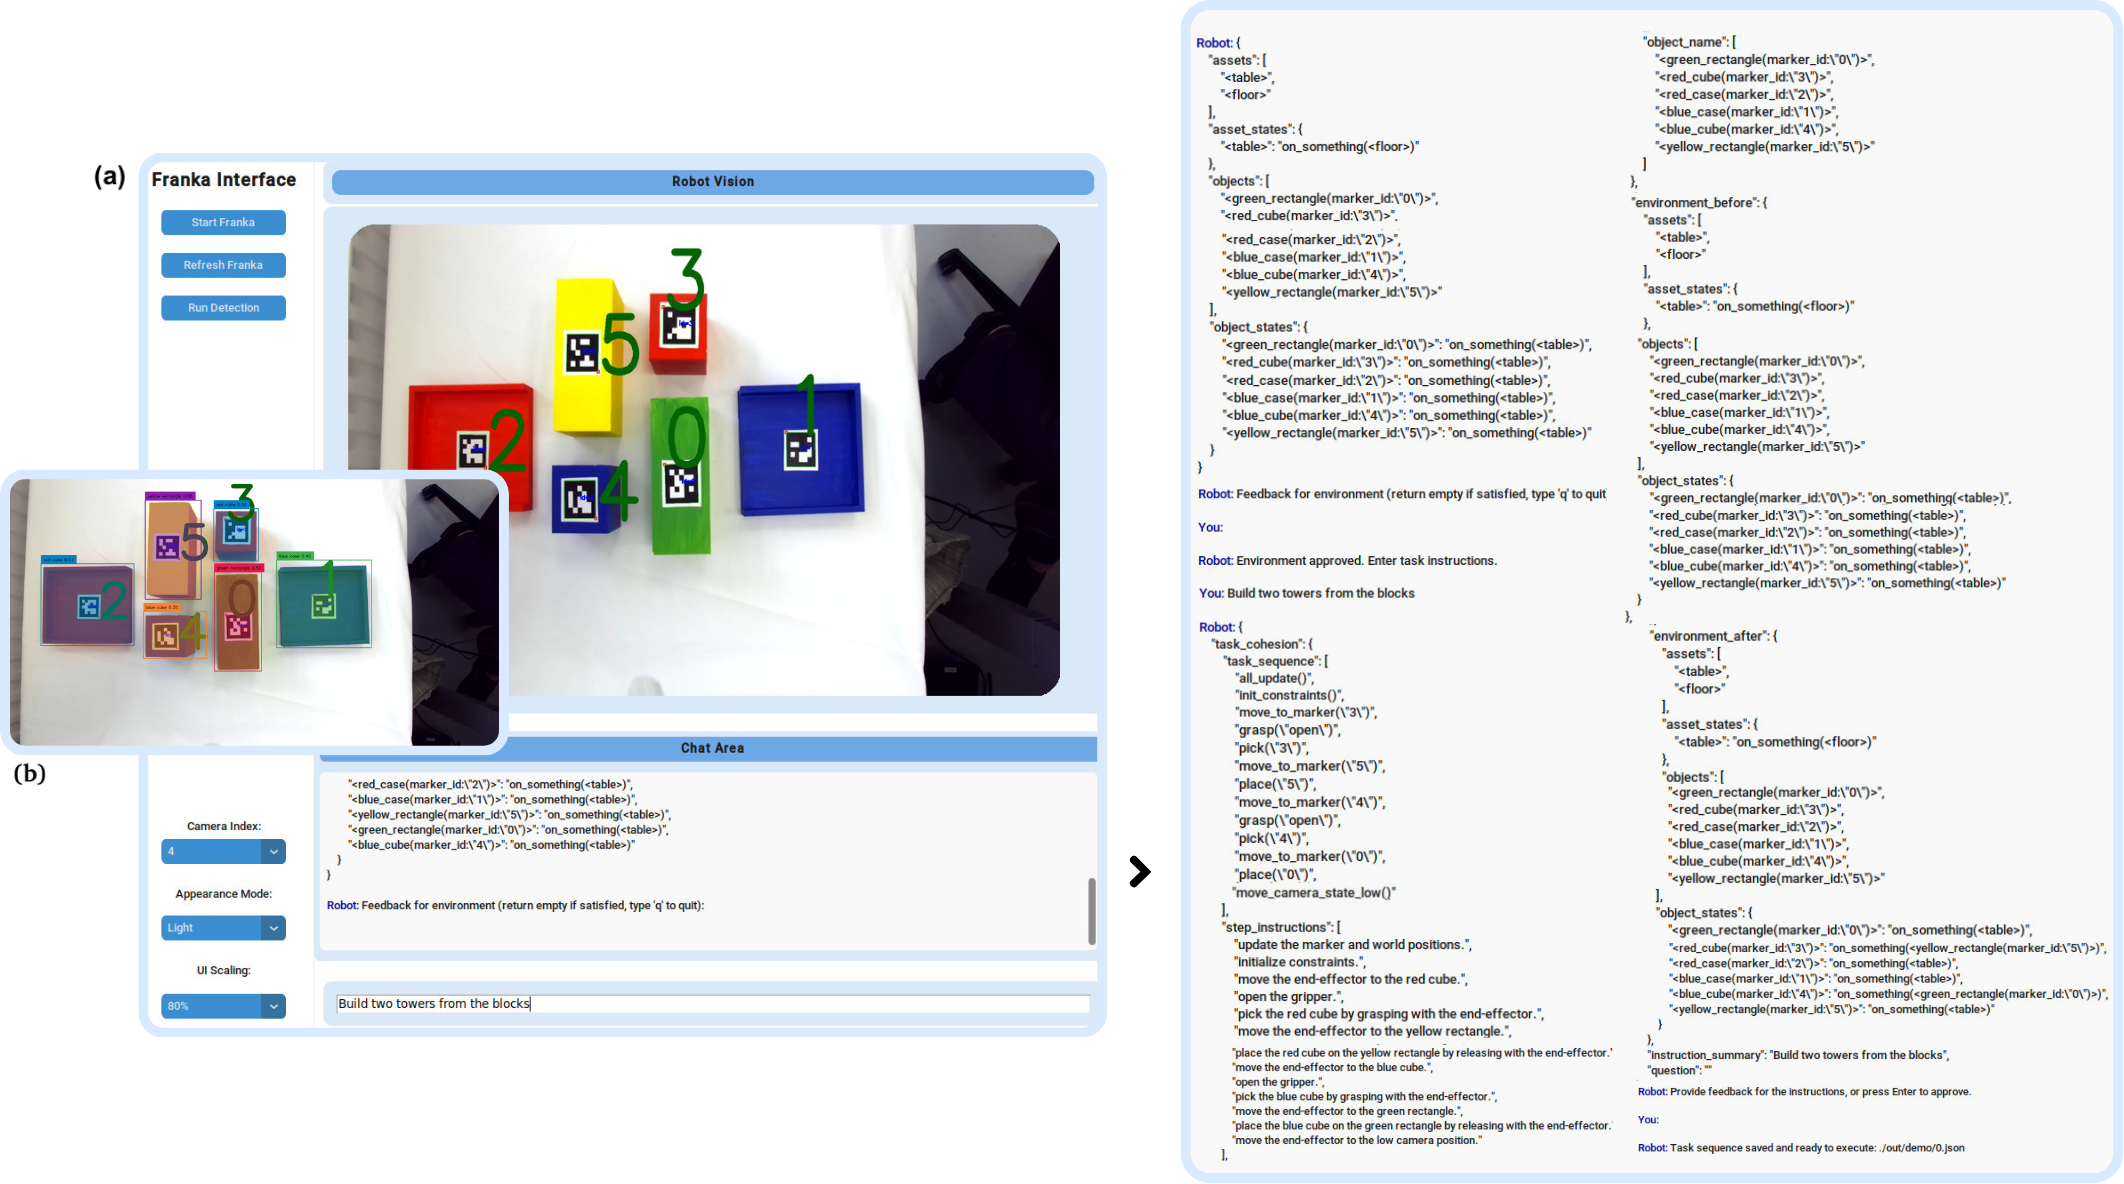 (a)
Franka Interface
Start Franka
Refresh Franka
Run Detection
Robot Vision
3
5
1
2
0
4
3
5
2
1
0
4
(b)
Camera Index:
4
Appearance Mode:
Light
UI Scaling:
80%
Chat Area
"<red_case(marker_id:\"2\")>": "on_something(<table>)",
"<blue_case(marker_id:\"1\")>": "on_something(<table>)",
"<yellow_rectangle(marker_id:\"5\")>": "on_something(<table>)",
"<green_rectangle(marker_id:\"0\")>": "on_something(<table>)",
"<blue_cube(marker_id:\"4\")>": "on_something(<table>)"
}
}
Robot: Feedback for environment (return empty if satisfied, type 'q' to quit):
Build two towers from the blocks
Robot: {
"assets": [
"<table>",
"<floor>"
],
"asset_states": {
"<table>": "on_something(<floor>)"
},
"objects": [
"<green_rectangle(marker_id:\"0\")>",
"<red_cube(marker_id:\"3\")>",
"<red_case(marker_id:\"2\")>",
"<blue_case(marker_id:\"1\")>",
"<blue_cube(marker_id:\"4\")>",
"<yellow_rectangle(marker_id:\"5\")>"
],
"object_states": {
"<green_rectangle(marker_id:\"0\")>": "on_something(<table>)",
"<red_cube(marker_id:\"3\")>": "on_something(<table>)",
"<red_case(marker_id:\"2\")>": "on_something(<table>)",
"<blue_case(marker_id:\"1\")>": "on_something(<table>)",
"<blue_cube(marker_id:\"4\")>": "on_something(<table>)",
"<yellow_rectangle(marker_id:\"5\")>": "on_something(<table>)"
}
}
Robot: Feedback for environment (return empty if satisfied, type 'q' to quit)
You:
Robot: Environment approved. Enter task instructions.
You: Build two towers from the blocks
Robot: {
"task_cohesion": {
"task_sequence": [
"all_update()",
"init_constraints()",
"move_to_marker(\"3\")",
"grasp(\"open\")",
"pick(\"3\")",
"move_to_marker(\"5\")",
"place(\"5\")",
"move_to_marker(\"4\")",
"grasp(\"open\")",
"pick(\"4\")",
"move_to_marker(\"0\")",
"place(\"0\")",
"move_camera_state_low()"
],
"step_instructions": [
"update the marker and world positions.",
"initialize constraints.",
"move the end-effector to the red cube.",
"open the gripper.",
"pick the red cube by grasping with the end-effector.",
"move the end-effector to the yellow rectangle.",
"place the red cube on the yellow rectangle by releasing with the end-effector."
"move the end-effector to the blue cube.",
"open the gripper.",
"pick the blue cube by grasping with the end-effector.",
"move the end-effector to the green rectangle.",
"place the blue cube on the green rectangle by releasing with the end-effector.
"move the end-effector to the low camera position."
],
"object_name": [
"<green_rectangle(marker_id:\"0\")>",
"<red_cube(marker_id:\"3\")>",
"<red_case(marker_id:\"2\")>",
"<blue_case(marker_id:\"1\")>",
"<blue_cube(marker_id:\"4\")>",
"<yellow_rectangle(marker_id:\"5\")>"
]
},
"environment_before": {
"assets": [
"<table>",
"<floor>"
],
"asset_states": {
"<table>": "on_something(<floor>)"
},
"objects": [
"<green_rectangle(marker_id:\"0\")>",
"<red_cube(marker_id:\"3\")>",
"<red_case(marker_id:\"2\")>",
"<blue_case(marker_id:\"1\")>",
"<blue_cube(marker_id:\"4\")>",
"<yellow_rectangle(marker_id:\"5\")>"
],
"object_states": {
"<green_rectangle(marker_id:\"0\")>": "on_something(<table>)",
"<red_cube(marker_id:\"3\")>": "on_something(<table>)",
"<red_case(marker_id:\"2\")>": "on_something(<table>)",
"<blue_case(marker_id:\"1\")>": "on_something(<table>)",
"<blue_cube(marker_id:\"4\")>": "on_something(<table>)",
"<yellow_rectangle(marker_id:\"5\")>": "on_something(<table>)"
}
},
"environment_after": {
"assets": [
"<table>",
"<floor>"
],
"asset_states": {
"<table>": "on_something(<floor>)"
},
"objects": [
"<green_rectangle(marker_id:\"0\")>",
"<red_cube(marker_id:\"3\")>",
"<red_case(marker_id:\"2\")>",
"<blue_case(marker_id:\"1\")>",
"<blue_cube(marker_id:\"4\")>",
"<yellow_rectangle(marker_id:\"5\")>"
],
"object_states": {
"<green_rectangle(marker_id:\"0\")>": "on_something(<table>)",
"<red_cube(marker_id:\"3\")>": "on_something(<yellow_rectangle(marker_id:\"5\")>)",
"<red_case(marker_id:\"2\")>": "on_something(<table>)",
"<blue_case(marker_id:\"1\")>": "on_something(<table>)",
"<blue_cube(marker_id:\"4\")>": "on_something(<green_rectangle(marker_id:\"0\")>)",
"<yellow_rectangle(marker_id:\"5\")>": "on_something(<table>)"
}
},
"instruction_summary": "Build two towers from the blocks",
"question": ""
Robot: Provide feedback for the instructions, or press Enter to approve.
You:
Robot: Task sequence saved and ready to execute: ./out/demo/0.json